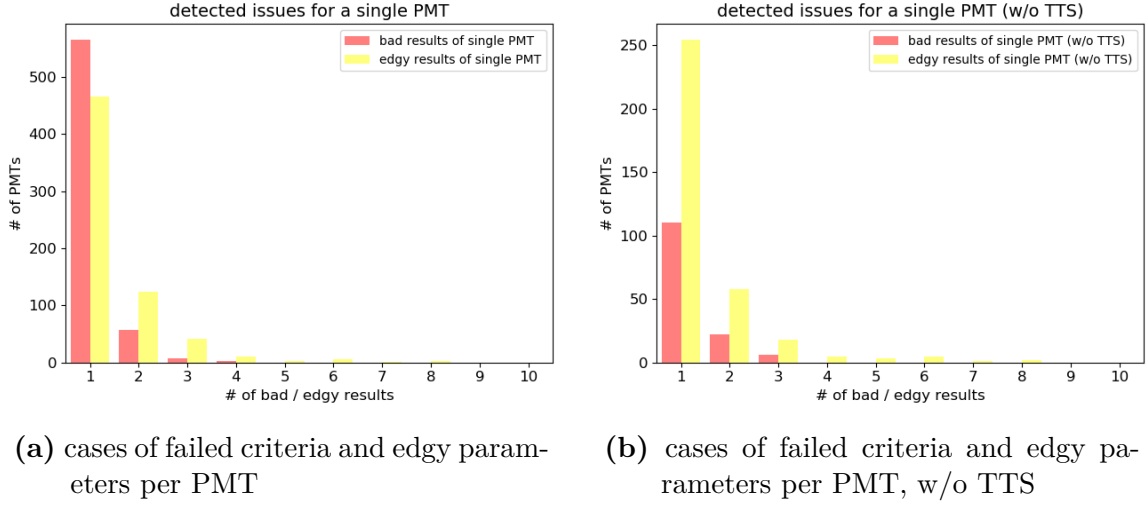 detected issues for a single PMT
bad results of single PMT
edgy results of single PMT
500
400
300
200
100
0
# of PMTs
1 2 3 4 5 6 7 8 9 10
# of bad / edgy results
(a) cases of failed criteria and edgy param-
eters per PMT
detected issues for a single PMT (w/o TTS)
bad results of single PMT (w/o TTS)
edgy results of single PMT (w/o TTS)
250
200
150
100
50
0
# of PMTs
1 2 3 4 5 6 7 8 9 10
# of bad / edgy results
(b) cases of failed criteria and edgy pa-
rameters per PMT, w/o TTS